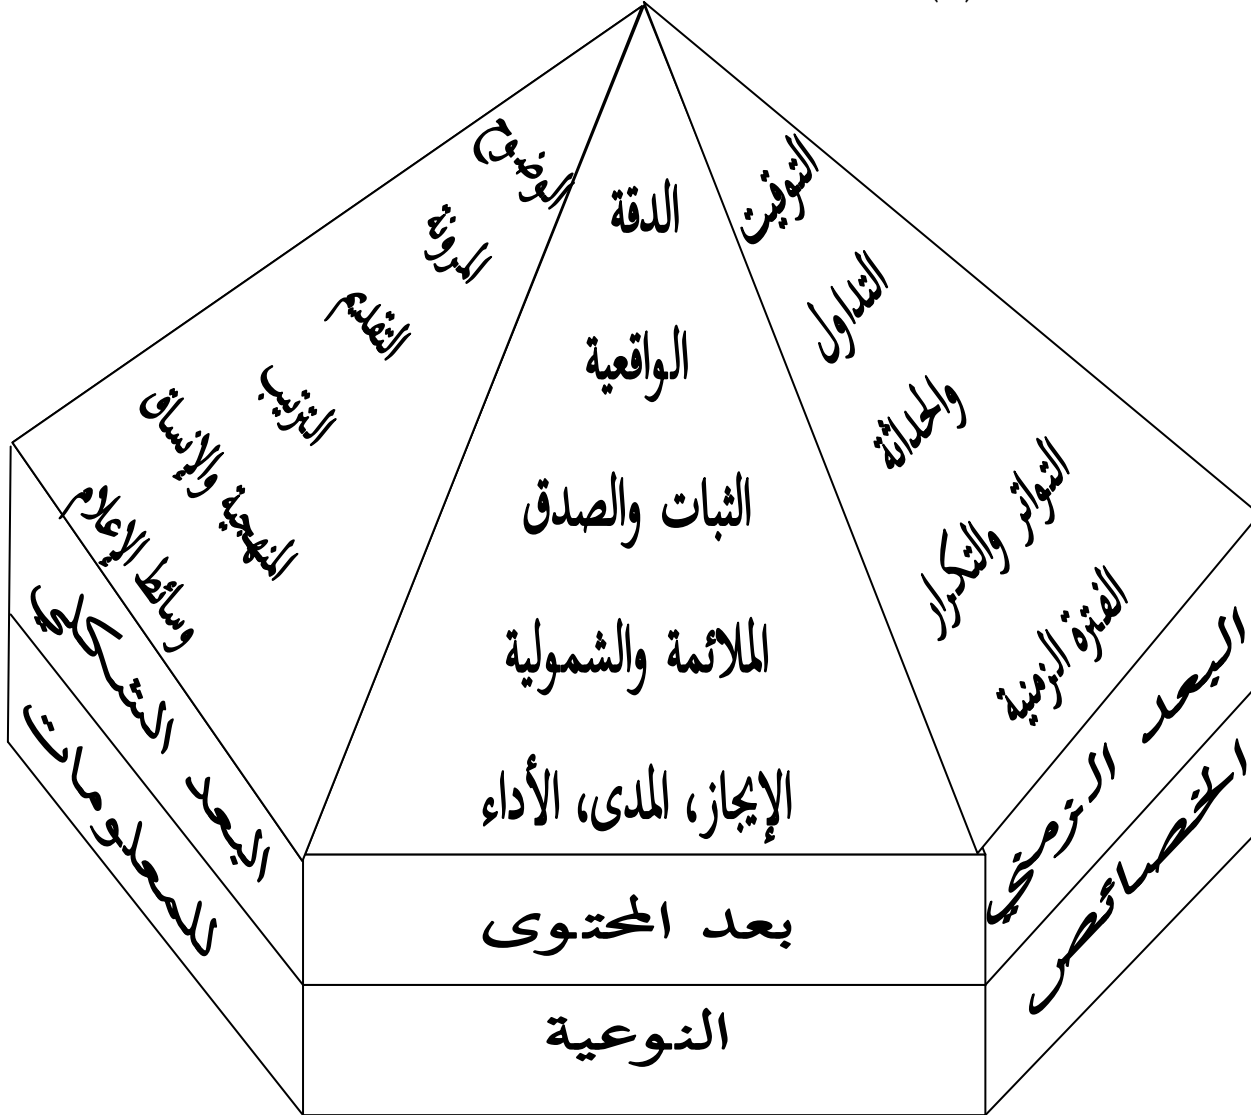 التوقيت
التداول
والحداثة
التواتر والتكرار
الفترة الزمنية
الدقة
الواقعية
الثبات والصدق
الملائمة والشمولية
الإيجاز، المدى، الأداء
الوضوح
المرونة
التقديم
الترتيب
المنهجية والإنساق
وسائط الإعلام
البعد الزمني
بعد المحتوى
البعد الشكلي
الخصائص
النوعية
للمعلومات